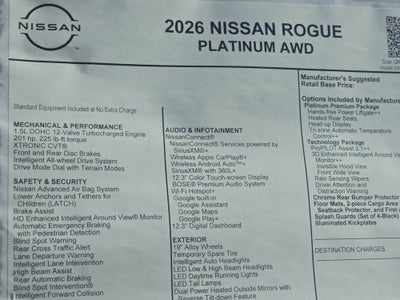 NISSAN
2026 NISSAN ROGUE
PLATINUM AWD
Scan QR
Standard Equipment Included at No Extra Charge
MECHANICAL & PERFORMANCE
1.5L DOHC 12-Valve Turbocharged Engine
201 hp, 225 lb-ft torque
XTRONIC CVT®
Front and Rear Disc Brakes
Intelligent All-wheel Drive System
Drive Mode Dial with Terrain Modes
SAFETY & SECURITY
Nissan Advanced Air Bag System
Lower Anchors and Tethers for
Children (LATCH)
Brake Assist
HD Enhanced Intelligent Around View® Monitor
Automatic Emergency Braking
with Pedestrian Detection
Blind Spot Warning
Rear Cross Traffic Alert
Lane Departure Warning
Intelligent Lane Intervention
High Beam Assist
Rear Automatic Braking
Blind Spot Intervention®
Intelligent Forward Collision
AUDIO & INFOTAINMENT
NissanConnect®
NissanConnect® Services powered by
SiriusXM®+
Wireless Apple CarPlay®+
Wireless Android Auto™+
SiriusXM® with 360L+
12.3" Color Touch-screen Display
BOSE® Premium Audio System
Wi-Fi Hotspot+
Google built-in
Google Assistant
Google Maps
Google Play+
12.3" Digital Dashboard
EXTERIOR
19" Alloy Wheels
Temporary Spare Tire
Intelligent Auto Headlights
LED Low & High Beam Headlights
LED Daytime Running Lights
LED Tail Lamps
Dual Power Heated Outside Mirrors with
Reverse Tilt-down Feature
Manufacturer's Suggested
Retail Base Price:
Options Included by Manufacturer
Platinum Premium Package
Hands-free Power Liftgate++
Heated Rear Seats
Head-up Display
Tri-zone Automatic Temperature
Control++
Technology Package
ProPILOT Assist 2.1++
3D Enhanced Intelligent Around View
Monitor++
Invisible Hood View
Front Wide View
Rain Sensing Wipers
Driver Attention and
Distraction Warning
Chrome Rear Bumper Protector
Floor Mats, 2-piece Cargo Area
Seatback Protector, and
Splash Guards (Set of 4-Black)
Illuminated Kickplates
DESTINATION CHARGES